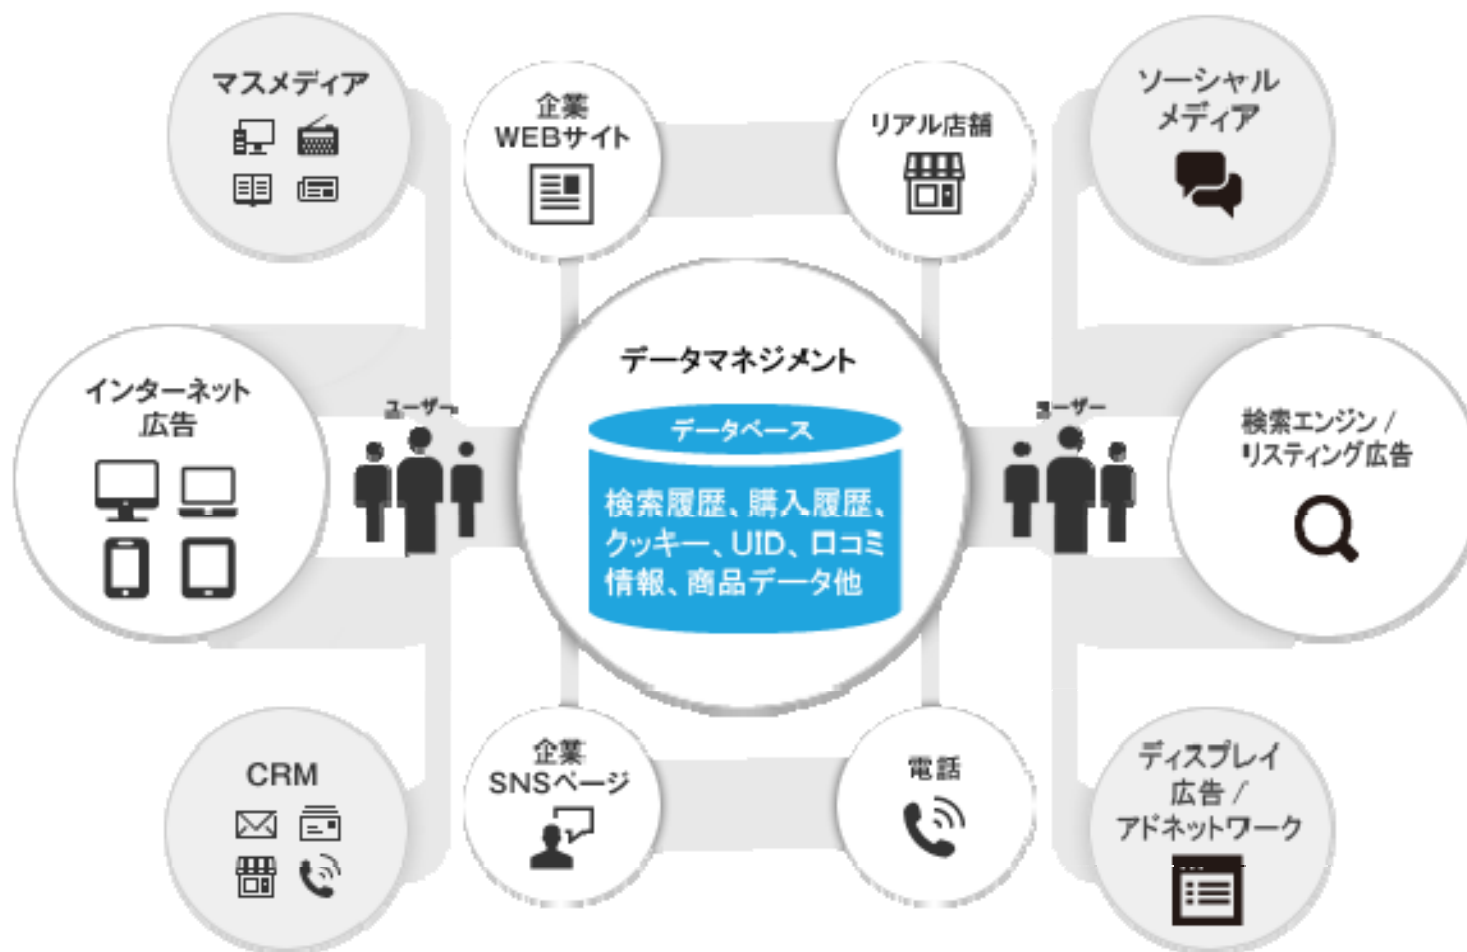 マスメディア
企業
WEBサイト
リアル店舗
ソーシャル
メディア
インターネット
広告
ユーザー
データマネジメント
データベース
検索履歴、購入履歴、
クッキー、UID、口コミ
情報、商品データ他
ユーザー
検索エンジン /
リスティング広告
CRM
企業
SNSページ
電話
ディスプレイ
広告 /
アドネットワーク